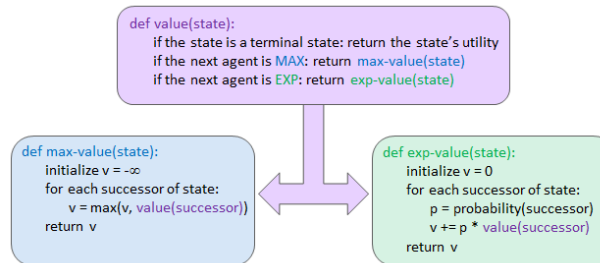 def value(state):
if the state is a terminal state: return the state’s utility
if the next agent is MAX: return max-value(state)
if the next agent is EXP: return exp-value(state)
def max-value(state):
initialize v = -∞
for each successor of state:
v = max(v, value(successor))
return v
def exp-value(state):
initialize v = 0
for each successor of state:
p = probability(successor)
v += p * value(successor)
return v